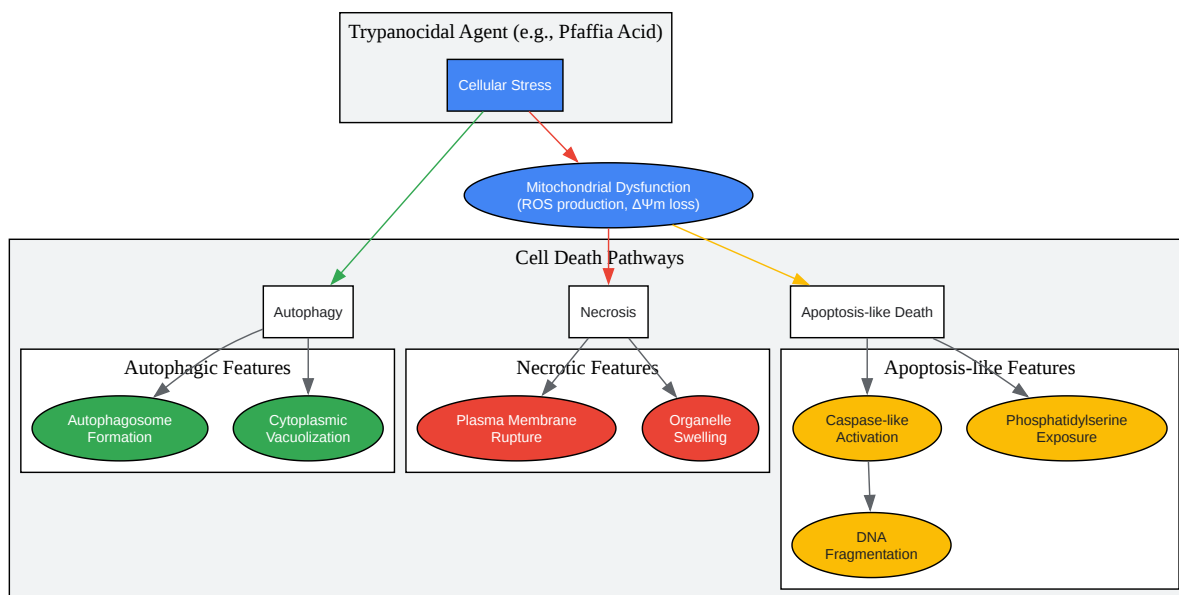 Trypanocidal Agent (e.g., Pfaffia Acid)
Cellular Stress
Mitochondrial Dysfunction
(ROS production, ΔΨm loss)
Cell Death Pathways
Autophagy
Necrosis
Apoptosis-like Death
Autophagic Features
Necrotic Features
Apoptosis-like Features
Autophagosome
Formation
Cytoplasmic
Vacuolization
Plasma Membrane
Rupture
Organelle
Swelling
Caspase-like
Activation
Phosphatidylserine
Exposure
DNA
Fragmentation